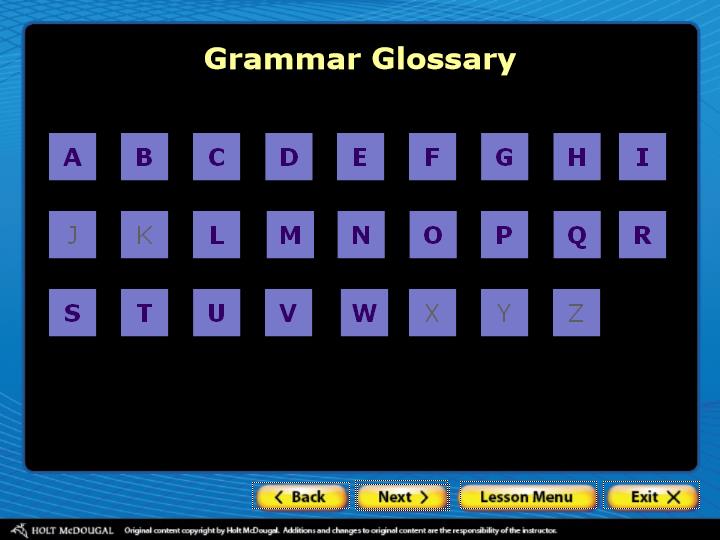 Grammar Glossary
A B C D E F G H I
J K L M N O P Q R
S T U V W X Y Z
Back Next Lesson Menu Exit
HOLT McDOUGAL Original content copyright by Holt McDougal. Additions and changes to original content are the responsibility of the instructor.